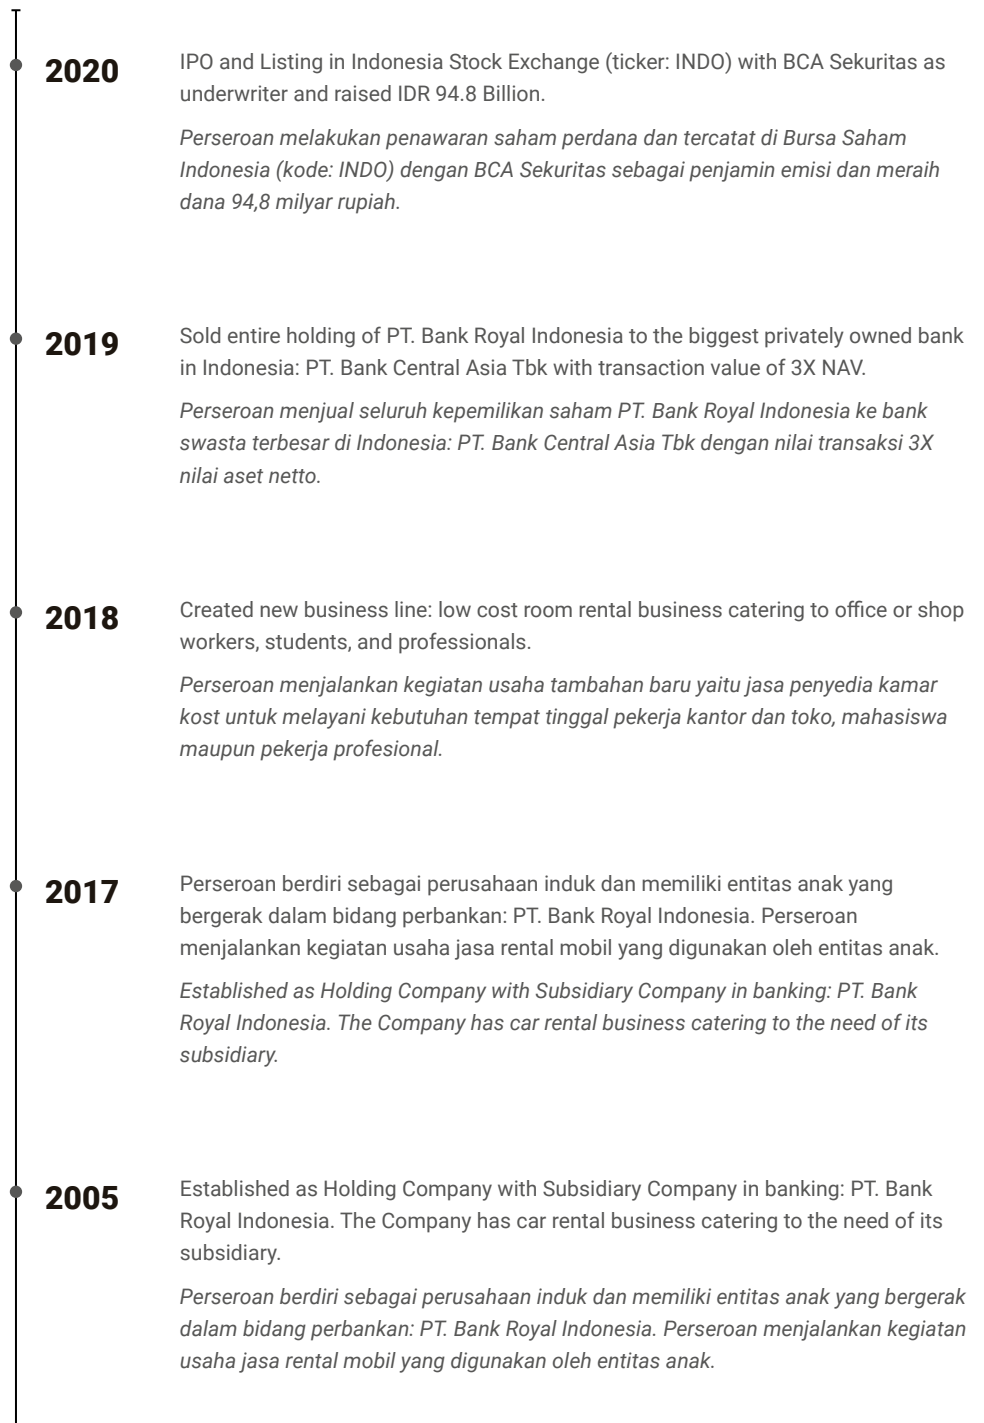 2020
IPO and Listing in Indonesia Stock Exchange (ticker: INDO) with BCA Sekuritas as
underwriter and raised IDR 94.8 Billion.
Perseroan melakukan penawaran saham perdana dan tercatat di Bursa Saham
Indonesia (kode: INDO) dengan BCA Sekuritas sebagai penjamin emisi dan meraih
dana 94,8 milyar rupiah.
2019
Sold entire holding of PT. Bank Royal Indonesia to the biggest privately owned bank
in Indonesia: PT. Bank Central Asia Tbk with transaction value of 3X NAV.
Perseroan menjual seluruh kepemilikan saham PT. Bank Royal Indonesia ke bank
swasta terbesar di Indonesia: PT. Bank Central Asia Tbk dengan nilai transaksi 3X
nilai aset netto.
2018
Created new business line: low cost room rental business catering to office or shop
workers, students, and professionals.
Perseroan menjalankan kegiatan usaha tambahan baru yaitu jasa penyedia kamar
kost untuk melayani kebutuhan tempat tinggal pekerja kantor dan toko, mahasiswa
maupun pekerja profesional.
2017
Perseroan berdiri sebagai perusahaan induk dan memiliki entitas anak yang
bergerak dalam bidang perbankan: PT. Bank Royal Indonesia. Perseroan
menjalankan kegiatan usaha jasa rental mobil yang digunakan oleh entitas anak.
Established as Holding Company with Subsidiary Company in banking: PT. Bank
Royal Indonesia. The Company has car rental business catering to the need of its
subsidiary.
2005
Established as Holding Company with Subsidiary Company in banking: PT. Bank
Royal Indonesia. The Company has car rental business catering to the need of its
subsidiary.
Perseroan berdiri sebagai perusahaan induk dan memiliki entitas anak yang bergerak
dalam bidang perbankan: PT. Bank Royal Indonesia. Perseroan menjalankan kegiatan
usaha jasa rental mobil yang digunakan oleh entitas anak.